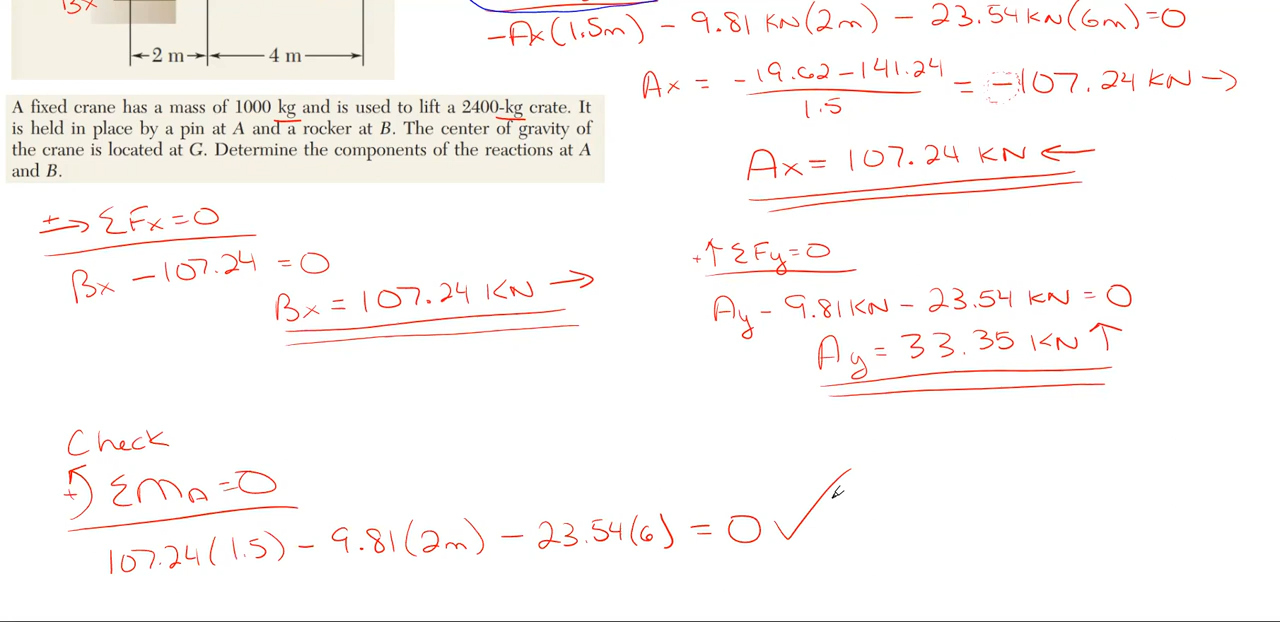 Bx
2 m
4 m
-Ax(1.5m) - 9.81 KN(2m) - 23.54 KN(6m)=0
Ax = -19.62-141.24 / 1.5 = -107.24 KN →
Ax = 107.24 KN ←
A fixed crane has a mass of 1000 kg and is used to lift a 2400-kg crate. It
is held in place by a pin at A and a rocker at B. The center of gravity of
the crane is located at G. Determine the components of the reactions at A
and B.
+→ ΣFx=0
Bx -107.24 = 0
Bx = 107.24 KN →
+↑ ΣFy=0
Ay - 9.81KN - 23.54 KN = 0
Ay = 33.35 KN ↑
Check
+↺ ΣMA=0
107.24(1.5) - 9.81(2m) - 23.54(6) = 0 ✓